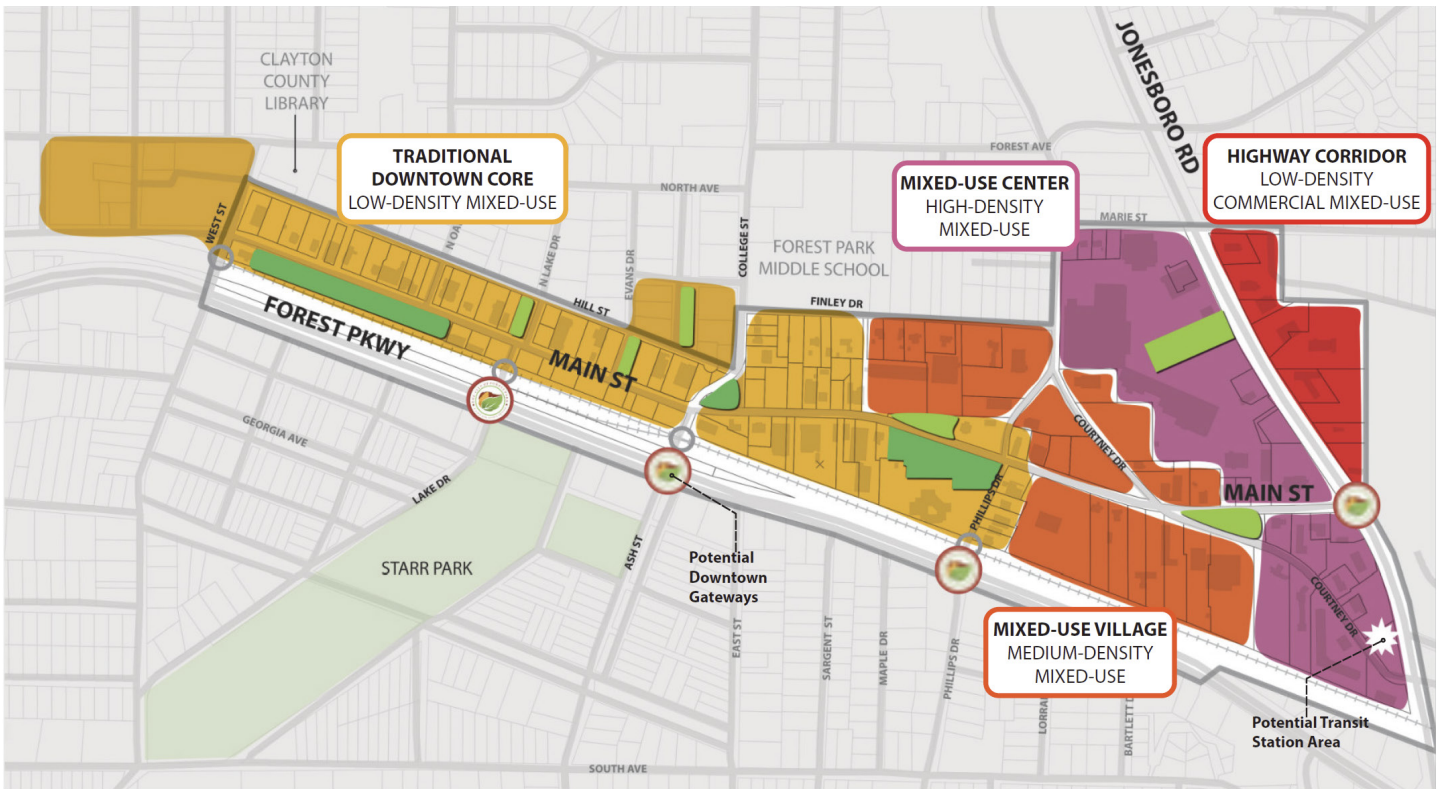 CLAYTON
COUNTY
LIBRARY
TRADITIONAL
DOWNTOWN CORE
LOW-DENSITY MIXED-USE
MIXED-USE CENTER
HIGH-DENSITY
MIXED-USE
HIGHWAY CORRIDOR
LOW-DENSITY
COMMERCIAL MIXED-USE
JONESBORO RD
FOREST AVE
NORTH AVE
MARIE ST
WEST ST
N LAKE DR
EVANS DR
COLLEGE ST
FOREST PARK
MIDDLE SCHOOL
HILL ST
FINLEY DR
FOREST PKWY
MAIN ST
GEORGIA AVE
LAKE DR
COURTNEY DR
MAIN ST
PHILLIPS DR
ASH ST
STARR PARK
Potential
Downtown
Gateways
COURTNEY DR
MIXED-USE VILLAGE
MEDIUM-DENSITY
MIXED-USE
EAST ST
SARGENT ST
MAPLE DR
PHILLIPS DR
BARTLETT D
Potential Transit
Station Area
SOUTH AVE